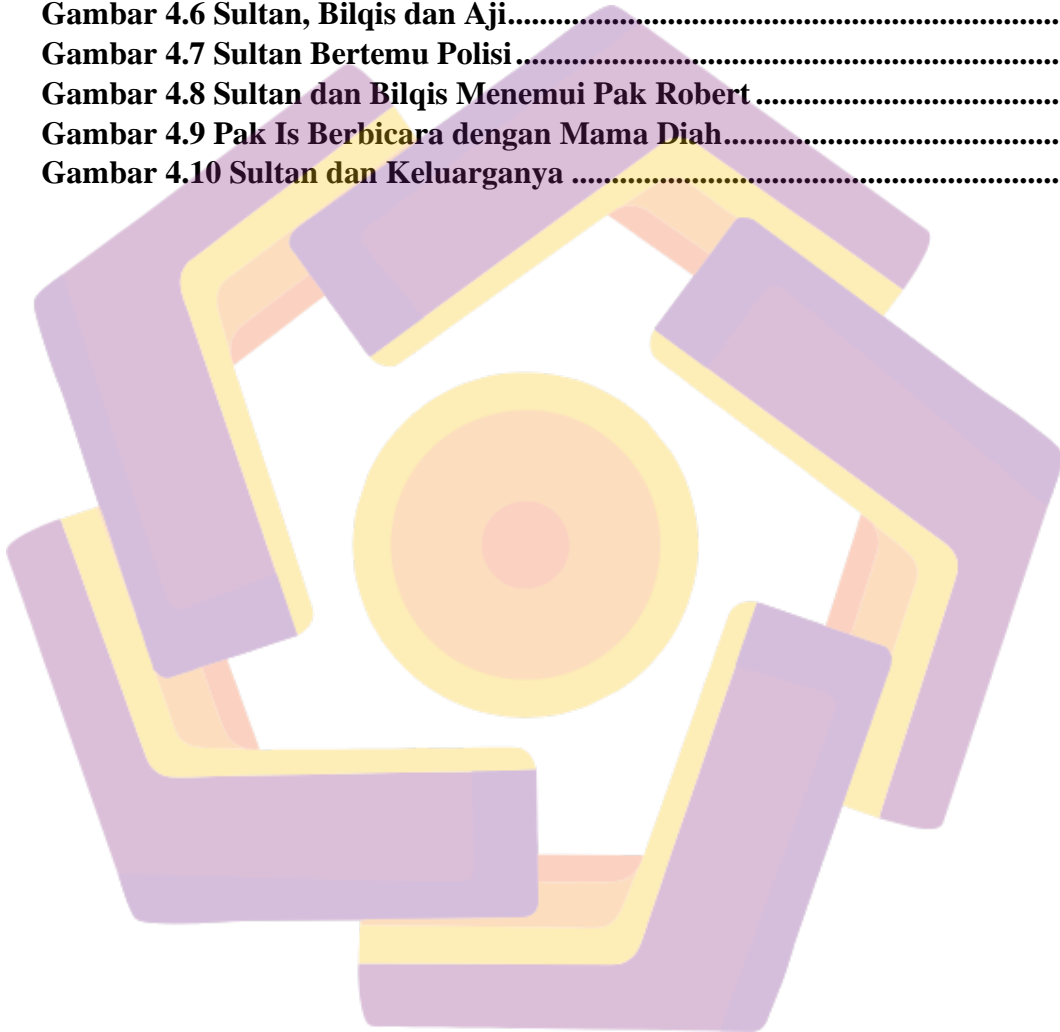 Gambar 4.6 Sultan, Bilqis dan Aji....................................................................
Gambar 4.7 Sultan Bertemu Polisi...................................................................
Gambar 4.8 Sultan dan Bilqis Menemui Pak Robert.....................................
Gambar 4.9 Pak Is Berbicara dengan Mama Diah.........................................
Gambar 4.10 Sultan dan Keluarganya............................................................